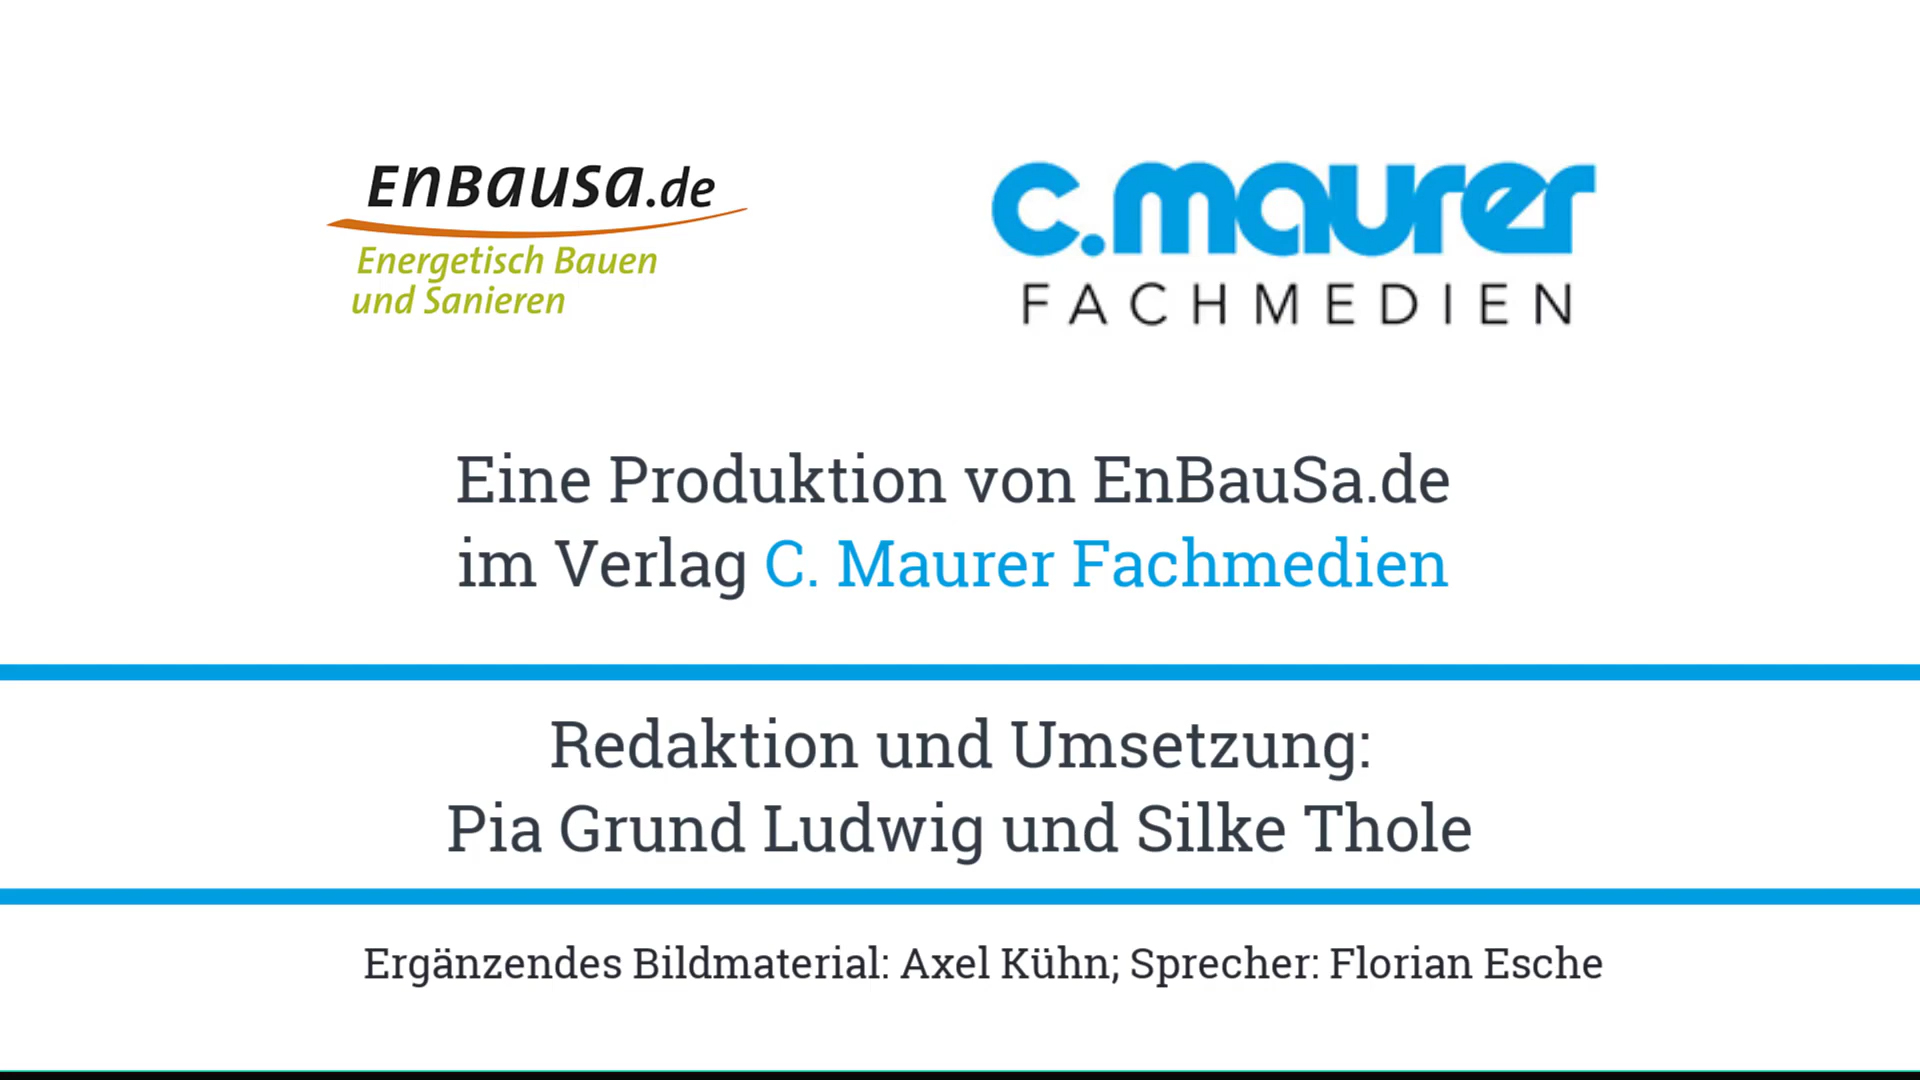 EnBauSa.de
Energetisch Bauen
und Sanieren
c.maurer
FACHMEDIEN
Eine Produktion von EnBauSa.de
im Verlag C. Maurer Fachmedien
Redaktion und Umsetzung:
Pia Grund Ludwig und Silke Thole
Ergänzendes Bildmaterial: Axel Kühn; Sprecher: Florian Esche